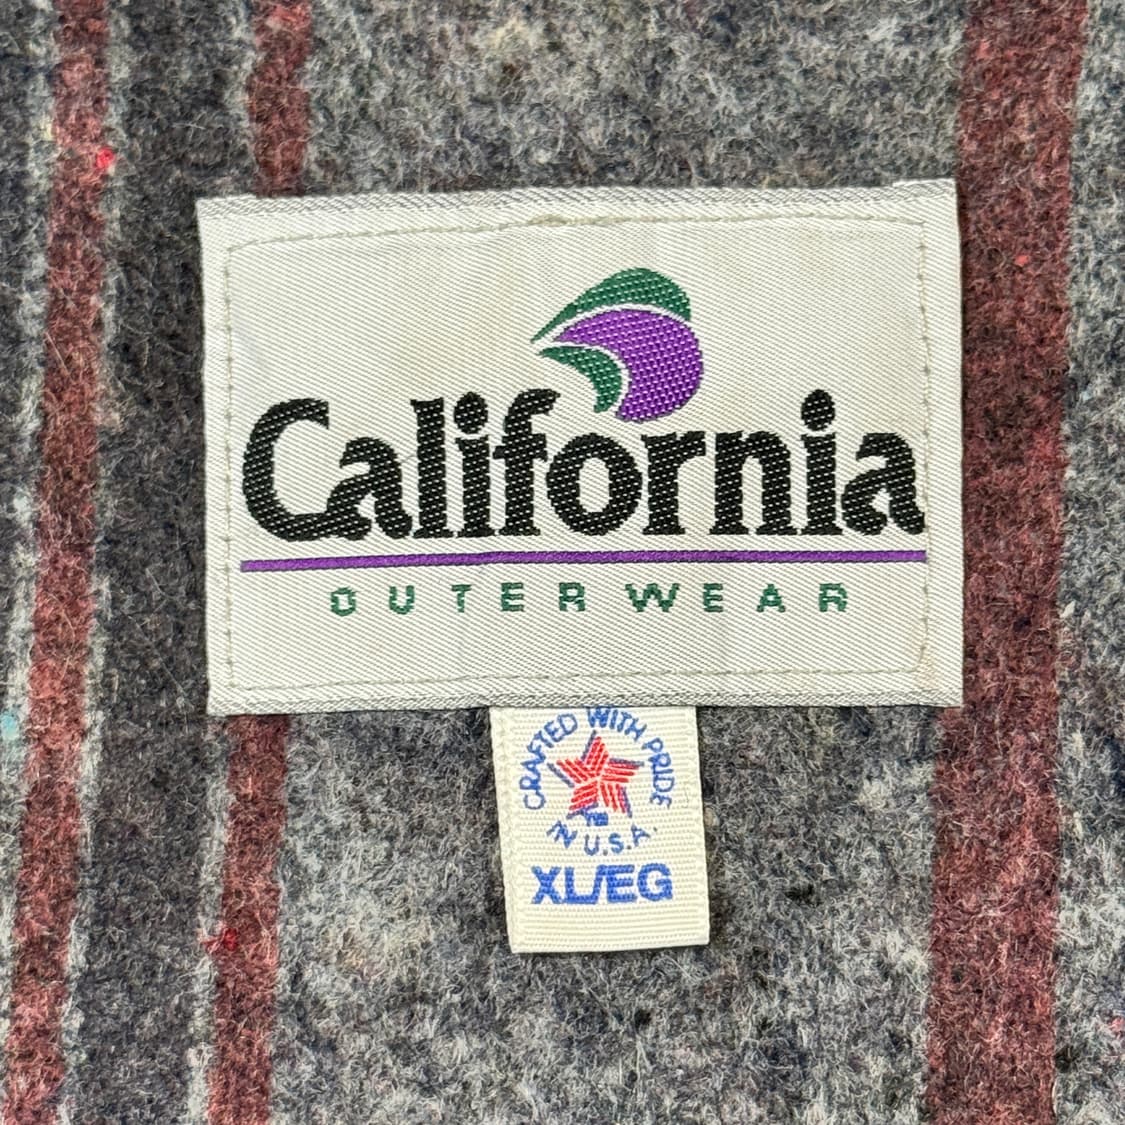 California
OUTERWEAR
CRAFTED WITH PRIDE
IN U.S.A.
XL/EG